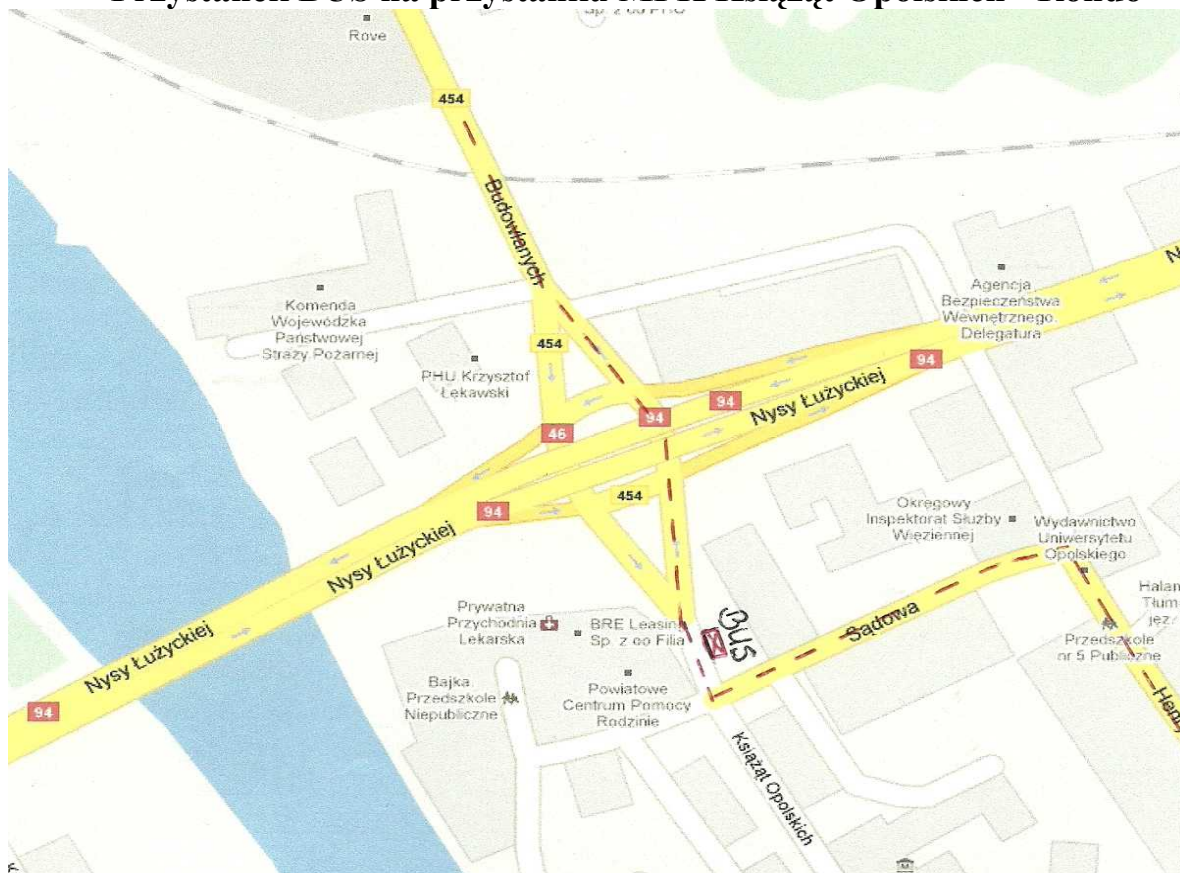 Rove
454
Budowlanych
Komenda
Wojewódzka
Państwowej
Straży Pożarnej
454
PHU Krzysztof
Łekawski
Agencja
Bezpieczeństwa
Wewnętrznego.
Delegatura
94
94
94
Nysy Łużyckiej
46
454
94
Nysy Łużyckiej
Okręgowy
Inspektorat Służby
Więziennej
Wydawnictwo
Uniwersytetu
Opolskiego
Prywatna
Przychodnia
Lekarska
BRE Leasing
Sp. z oo Filia
BUS
Sądowa
Przedszkole
nr 5 Publiczne
Nysy Łużyckiej
94
Bajka.
Przedszkole
Niepubliczne
Powiatowe
Centrum Pomocy
Rodzinie
Książąt Opolskich